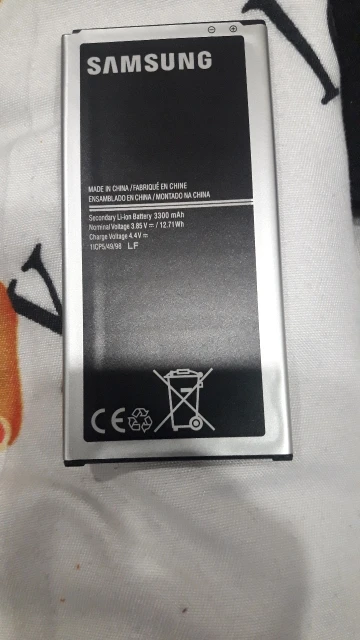 SAMSUNG
MADE IN CHINA / FABRIQUÉ EN CHINE
ENSAMBLADO EN CHINA / MONTADO NA CHINA
Secondary Li-Ion Battery 3300 mAh
Nominal Voltage 3.85 V ⎓ / 12.71Wh
Charge Voltage 4.4V ⎓
1ICP5/49/98 LF
CE